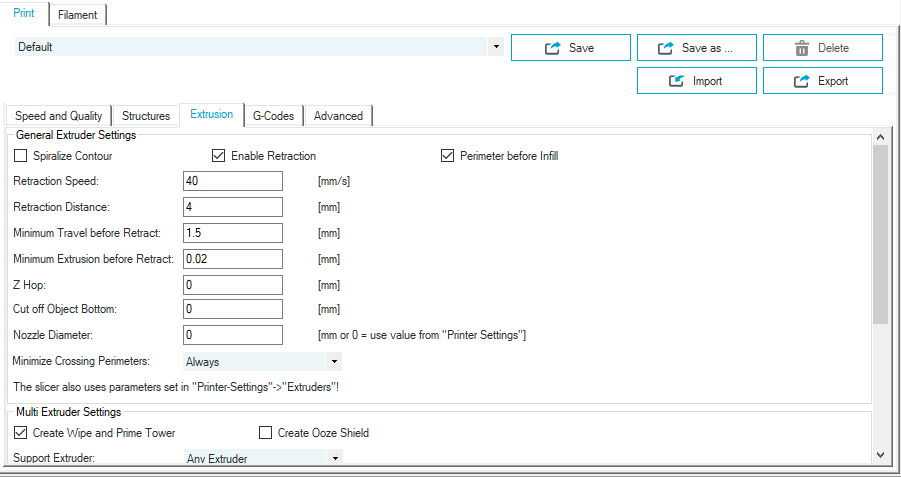 Print Filament
Default Save Save as ... Delete
Import Export
Speed and Quality Structures Extrusion G-Codes Advanced
General Extruder Settings
Spiralize Contour Enable Retraction Perimeter before Infill
Retraction Speed: 40 [mm/s]
Retraction Distance: 4 [mm]
Minimum Travel before Retract: 1.5 [mm]
Minimum Extrusion before Retract: 0.02 [mm]
Z Hop: 0 [mm]
Cut off Object Bottom: 0 [mm]
Nozzle Diameter: 0 [mm or 0 = use value from "Printer Settings"]
Minimize Crossing Perimeters: Always
The slicer also uses parameters set in "Printer-Settings"->"Extruders"!
Multi Extruder Settings
Create Wipe and Prime Tower Create Ooze Shield
Support Extruder: Any Extruder